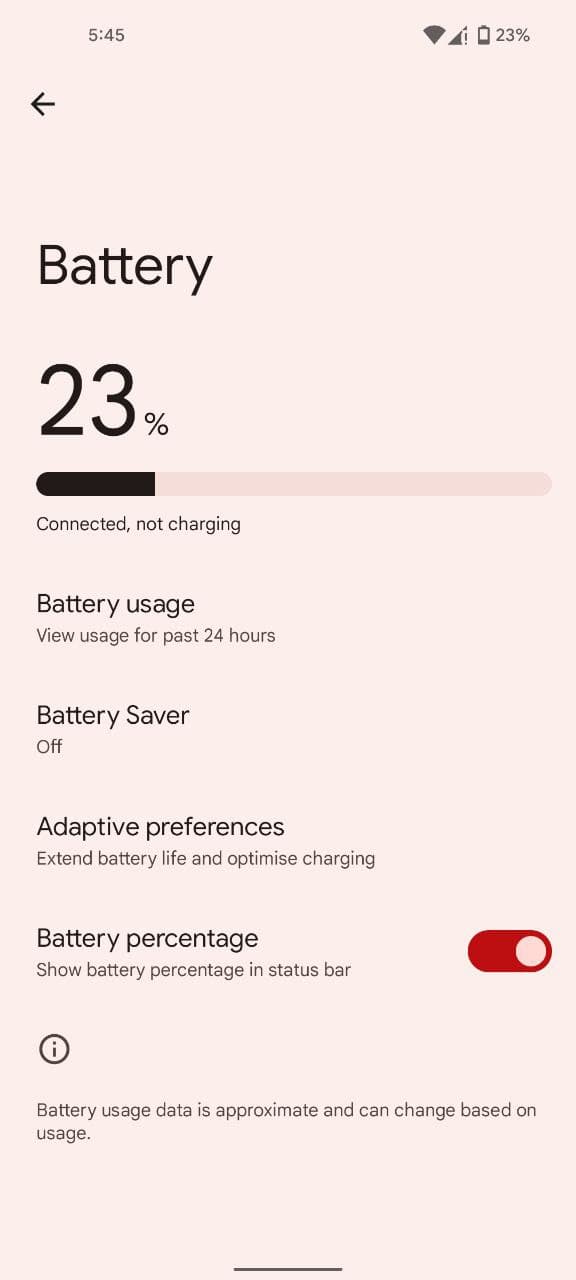 5:45
23%
Battery
23 %
Connected, not charging
Battery usage
View usage for past 24 hours
Battery Saver
Off
Adaptive preferences
Extend battery life and optimise charging
Battery percentage
Show battery percentage in status bar
Battery usage data is approximate and can change based on
usage.